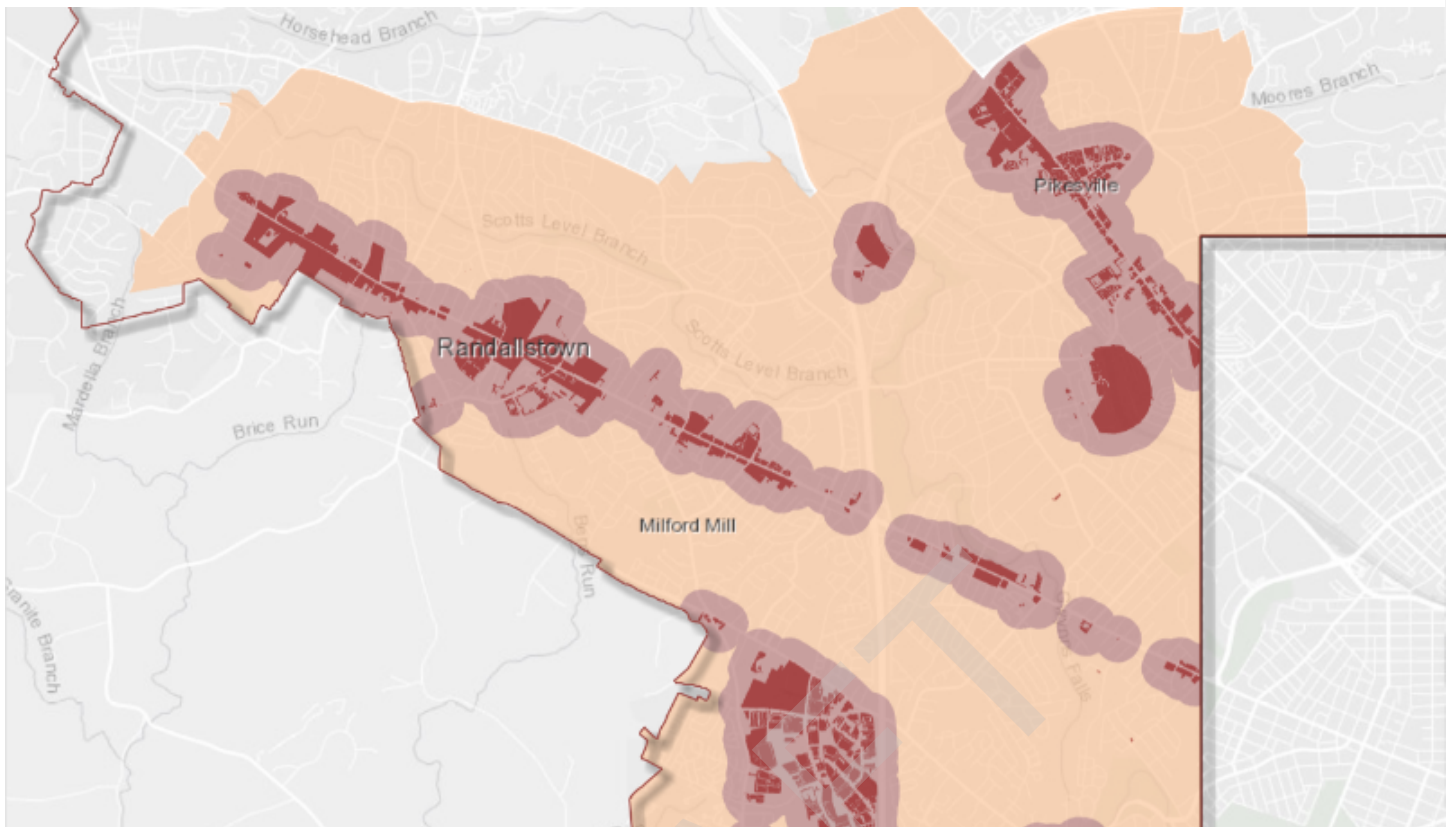 Horsehead Branch
Moores Branch
Pikesville
Scotts Level Branch
Scotts Level Branch
Randallstown
Mardella Branch
Brice Run
Milford Mill
Run
Falls
Granite Branch